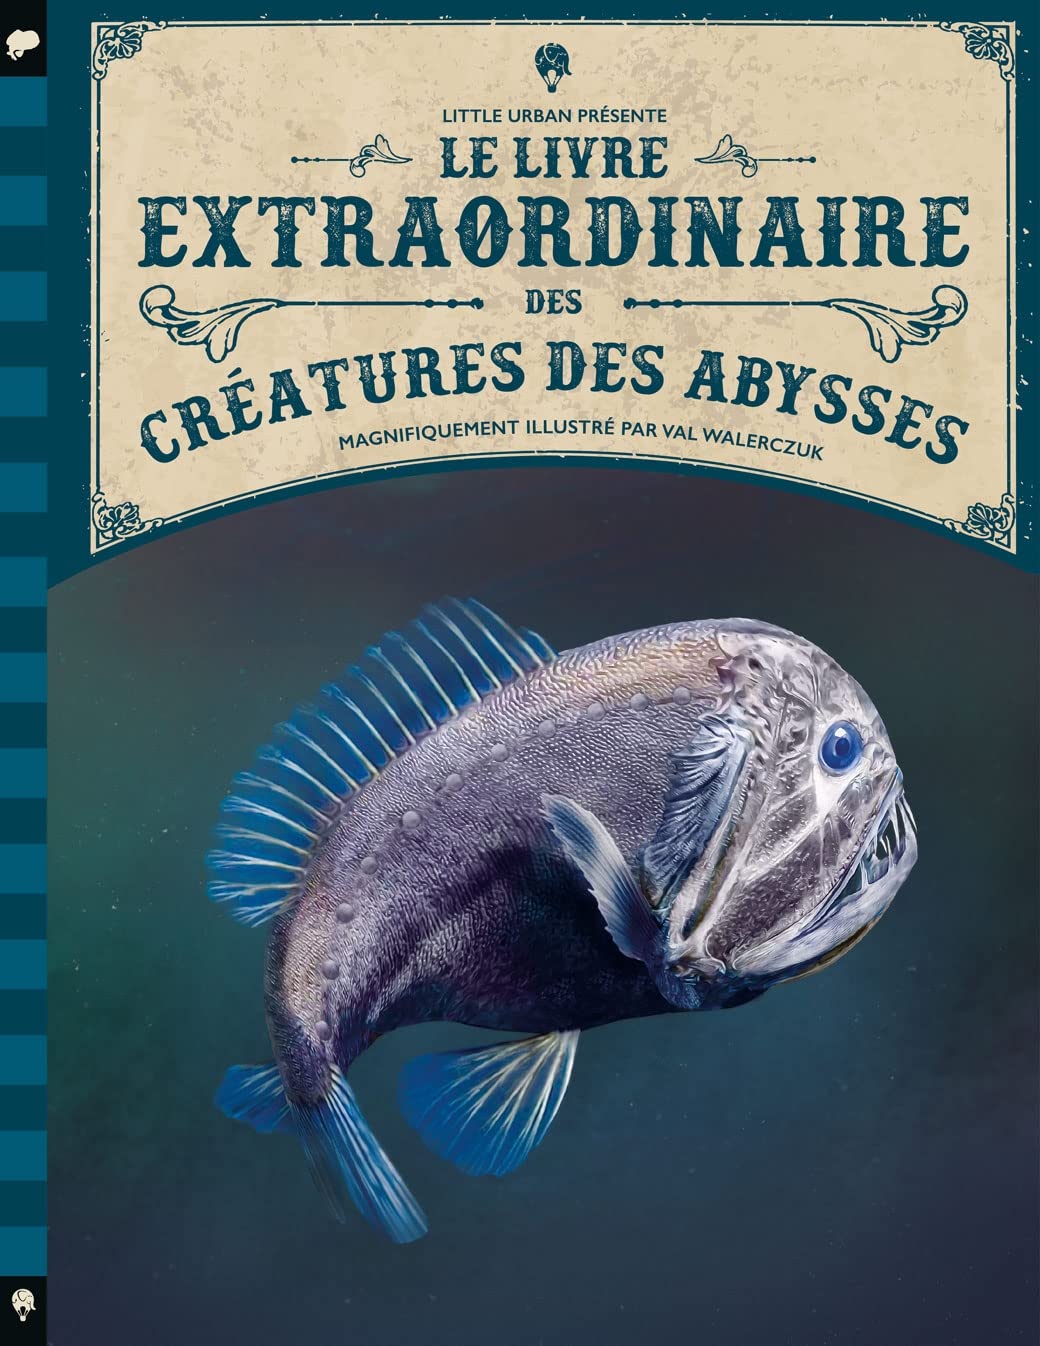 LITTLE URBAN PRÉSENTE
LE LIVRE
EXTRAORDINAIRE
DES
CRÉATURES DES ABYSSES
MAGNIFIQUEMENT ILLUSTRÉ PAR VAL WALERCZUK